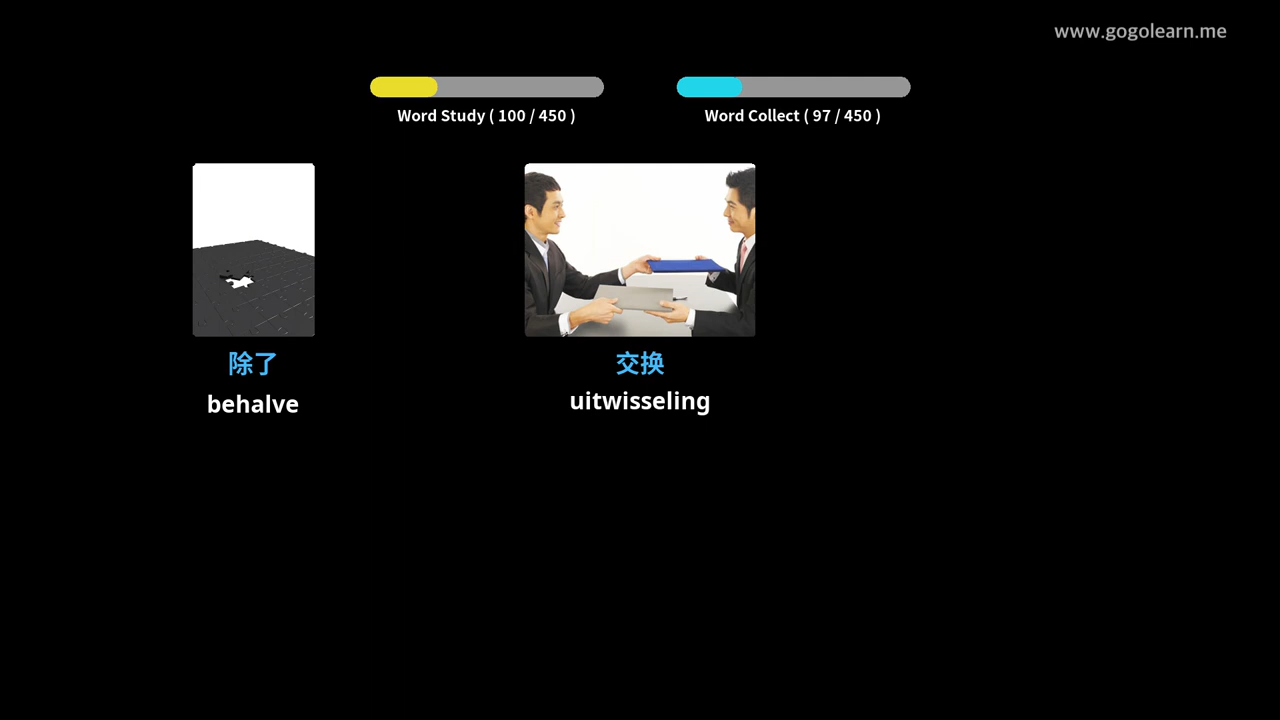 www.gogolearn.me
Word Study ( 100 / 450 )
Word Collect ( 97 / 450 )
除了
behalve
交换
uitwisseling